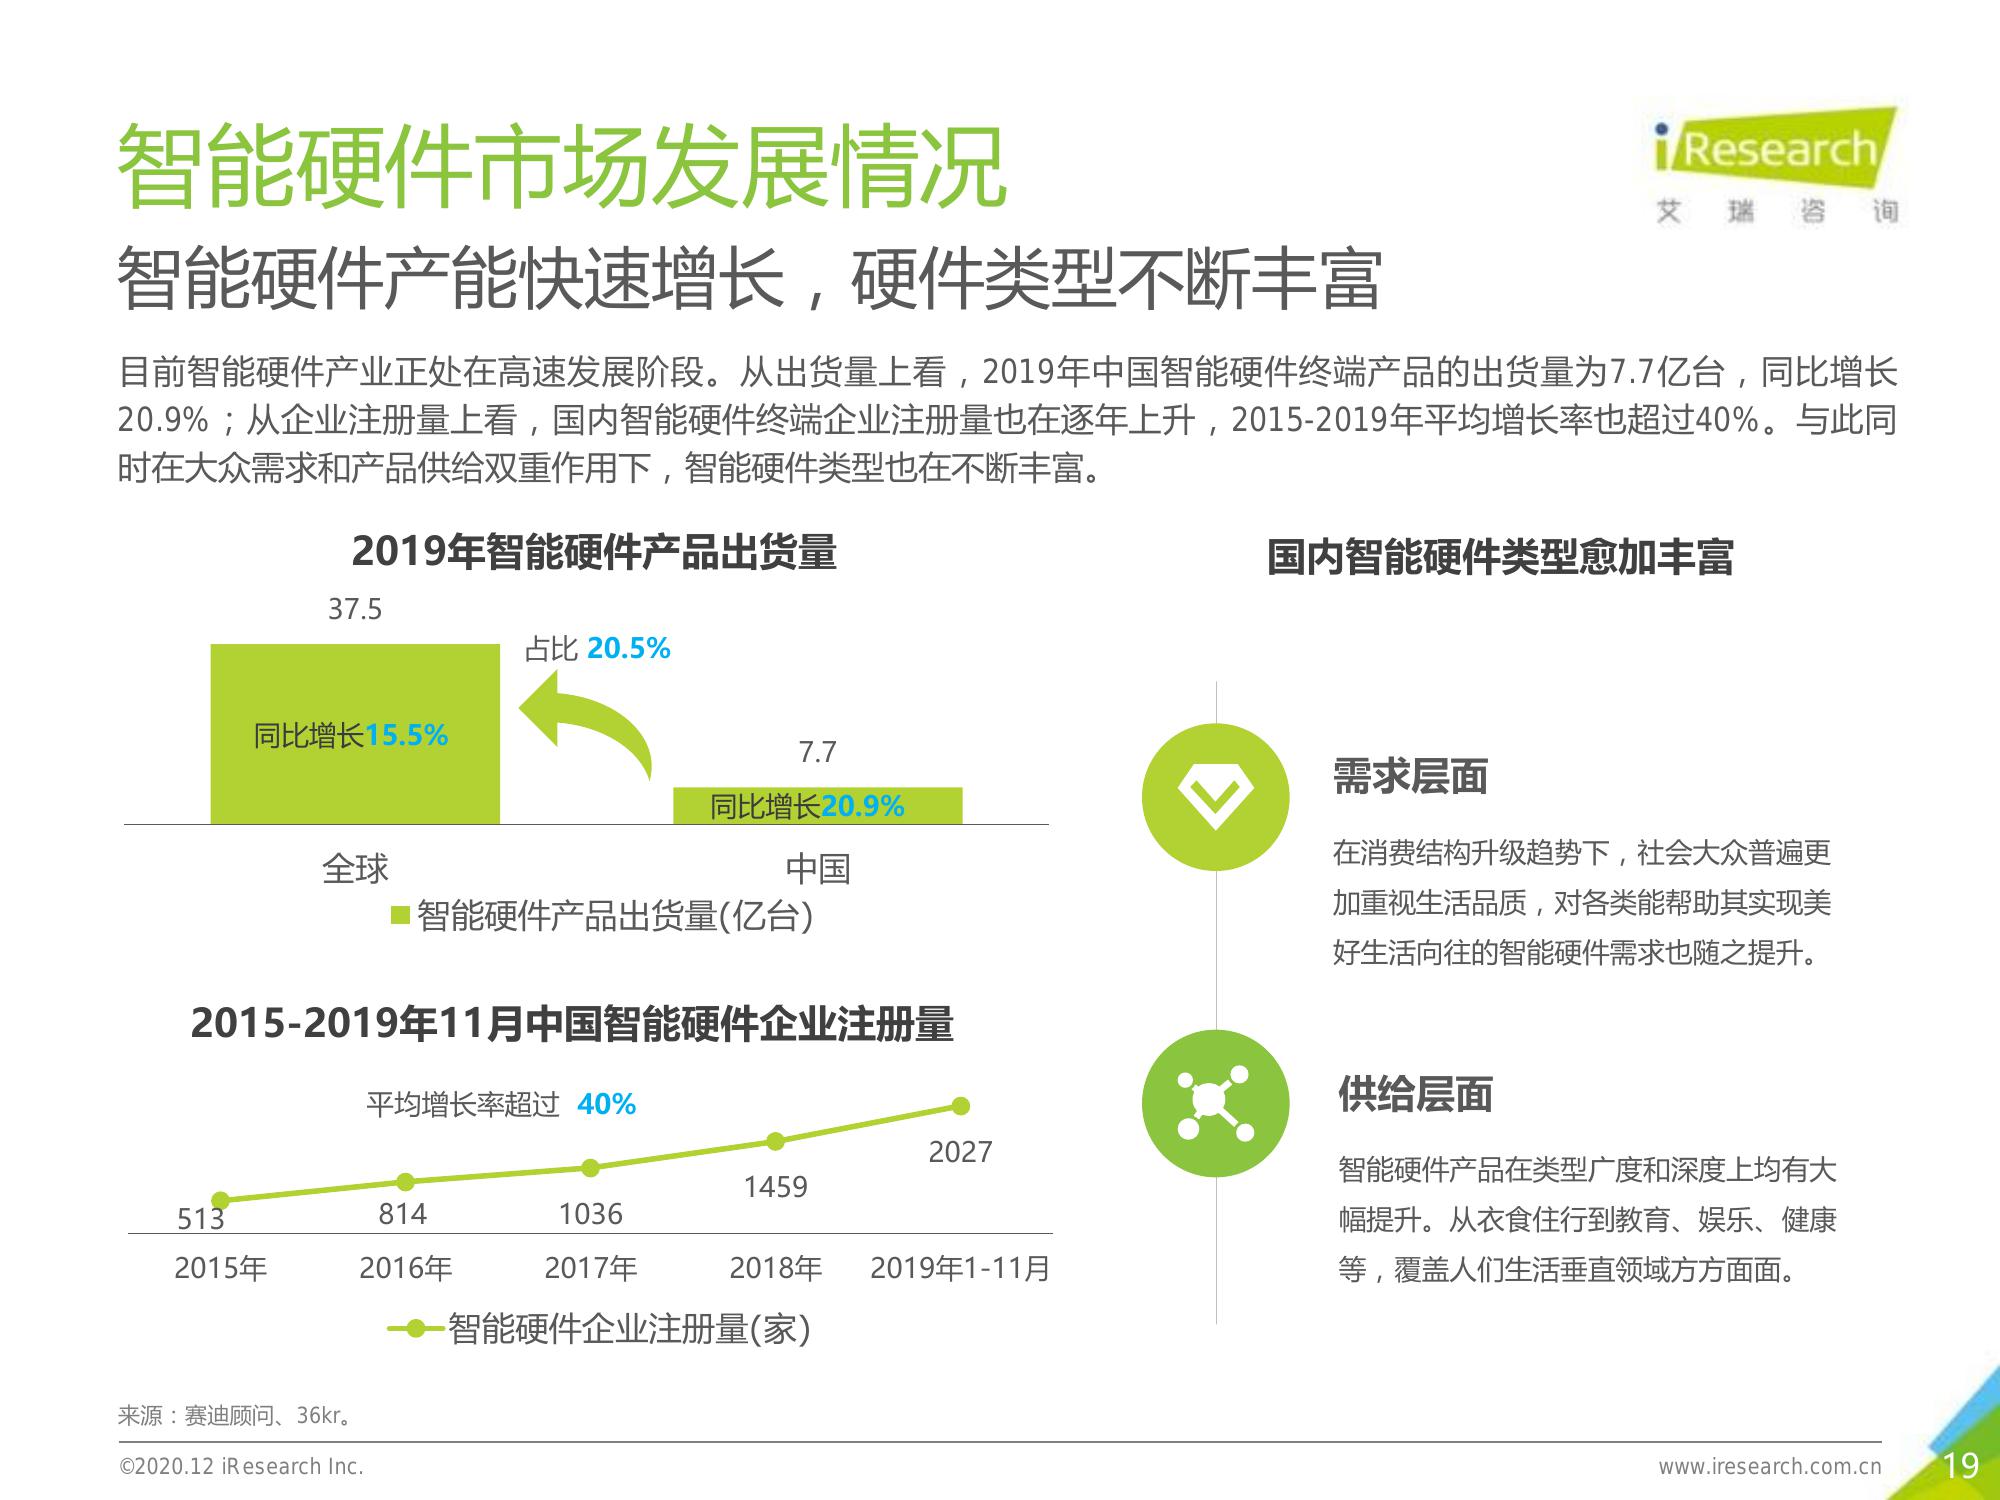 智能硬件市场发展情况
iResearch
艾瑞咨询
智能硬件产能快速增长，硬件类型不断丰富
目前智能硬件产业正处在高速发展阶段。从出货量上看，2019年中国智能硬件终端产品的出货量为7.7亿台，同比增长
20.9%；从企业注册量上看，国内智能硬件终端企业注册量也在逐年上升，2015-2019年平均增长率也超过40%。与此同
时在大众需求和产品供给双重作用下，智能硬件类型也在不断丰富。
2019年智能硬件产品出货量
37.5
占比 20.5%
同比增长15.5%
7.7
同比增长20.9%
全球
中国
智能硬件产品出货量(亿台)
2015-2019年11月中国智能硬件企业注册量
平均增长率超过 40%
513
814
1036
1459
2027
2015年
2016年
2017年
2018年
2019年1-11月
智能硬件企业注册量(家)
国内智能硬件类型愈加丰富
需求层面
在消费结构升级趋势下，社会大众普遍更
加重视生活品质，对各类能帮助其实现美
好生活向往的智能硬件需求也随之提升。
供给层面
智能硬件产品在类型广度和深度上均有大
幅提升。从衣食住行到教育、娱乐、健康
等，覆盖人们生活垂直领域方方面面。
来源：赛迪顾问、36kr。
©2020.12 iResearch Inc.
www.iresearch.com.cn
19